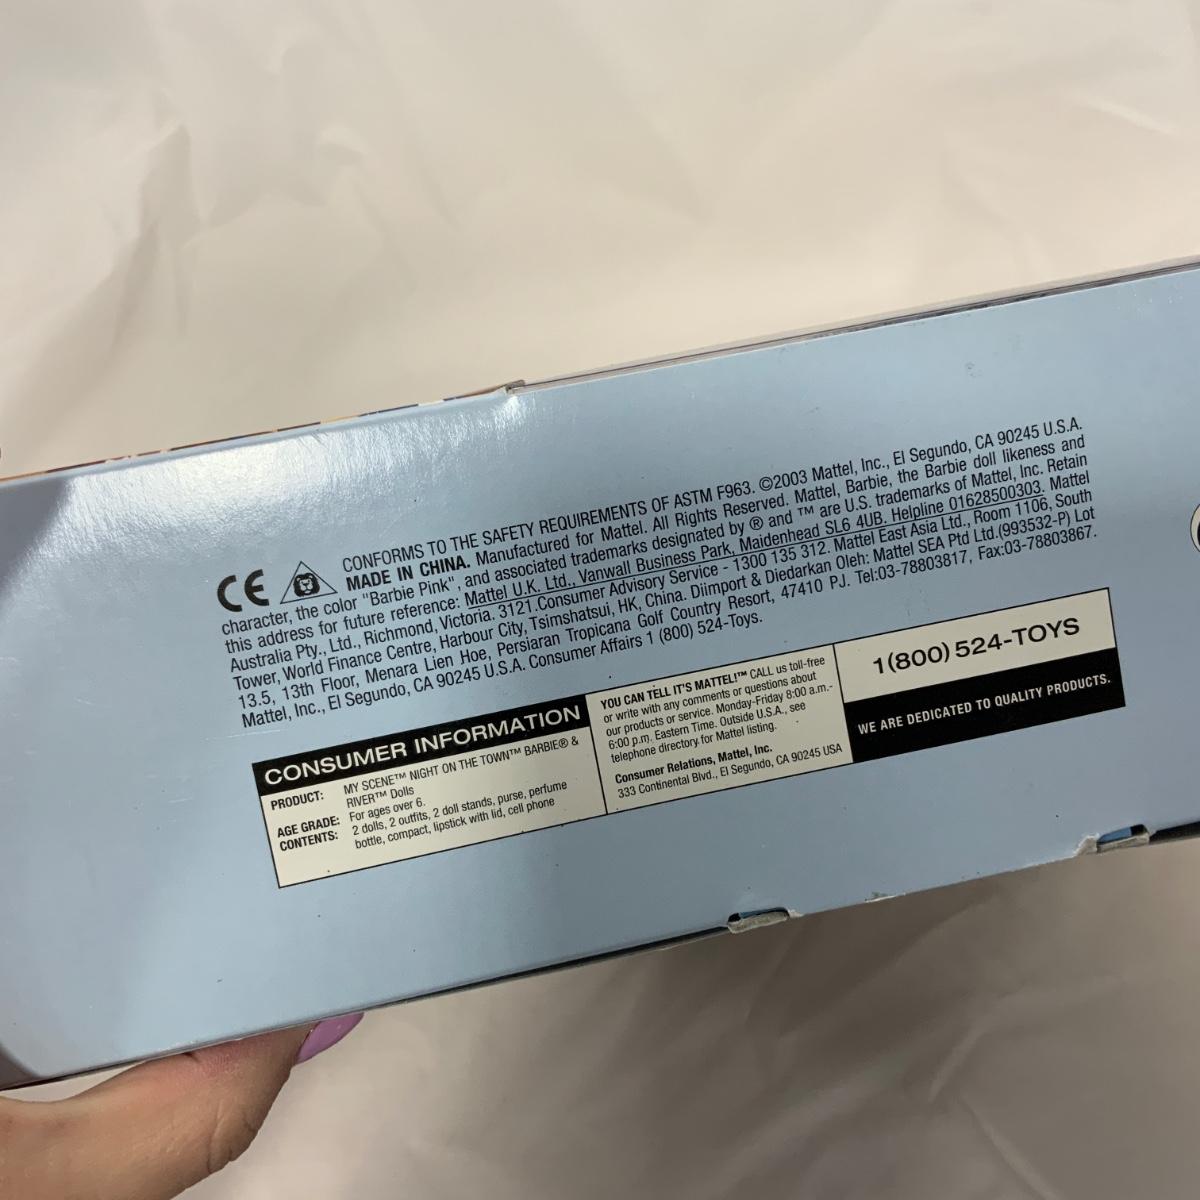 CE
CONFORMS TO THE SAFETY REQUIREMENTS OF ASTM F963. ©2003 Mattel, Inc., El Segundo, CA 90245 U.S.A.
MADE IN CHINA. Manufactured for Mattel. All Rights Reserved. Mattel, Barbie, the Barbie doll likeness and
character, the color "Barbie Pink", and associated trademarks designated by ® and ™ are U.S. trademarks of Mattel, Inc. Retain
this address for future reference: Mattel U.K. Ltd., Vanwall Business Park, Maidenhead SL6 4UB. Helpline 01628500303. Mattel
Australia Pty., Ltd., Richmond, Victoria. 3121.Consumer Advisory Service - 1300 135 312. Mattel East Asia Ltd., Room 1106, South
Tower, World Finance Centre, Harbour City, Tsimshatsui, HK, China. Diimport & Diedarkan Oleh: Mattel SEA Ptd Ltd.(993532-P) Lot
13.5, 13th Floor, Menara Lien Hoe, Persiaran Tropicana Golf Country Resort, 47410 PJ. Tel:03-78803817, Fax:03-78803867.
Mattel, Inc., El Segundo, CA 90245 U.S.A. Consumer Affairs 1 (800) 524-Toys.
CONSUMER INFORMATION
PRODUCT: MY SCENE™ NIGHT ON THE TOWN™ BARBIE® &
RIVER™ Dolls
AGE GRADE: For ages over 6.
CONTENTS: 2 dolls, 2 outfits, 2 doll stands, purse, perfume
bottle, compact, lipstick with lid, cell phone
YOU CAN TELL IT'S MATTEL!™ CALL us toll-free
or write with any comments or questions about
our products or service. Monday-Friday 8:00 a.m.-
6:00 p.m. Eastern Time. Outside U.S.A., see
telephone directory for Mattel listing.
Consumer Relations, Mattel, Inc.
333 Continental Blvd., El Segundo, CA 90245 USA
1(800) 524-TOYS
WE ARE DEDICATED TO QUALITY PRODUCTS.